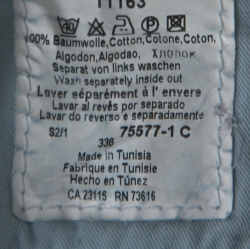 11163
100% Baumwolle,Cotton,Cotone,Coton,
Algodon,Algodao, Хлопок
Separat von links waschen
Wash separately inside out
Laver séparément à l' envers
Lavar al revés por separado
Lavar do reverso e separadamente
S2/1 75577-1 C
336
Made in Tunisia
Fabrique en Tunisie
Hecho en Túnez
CA 23115 RN 73616